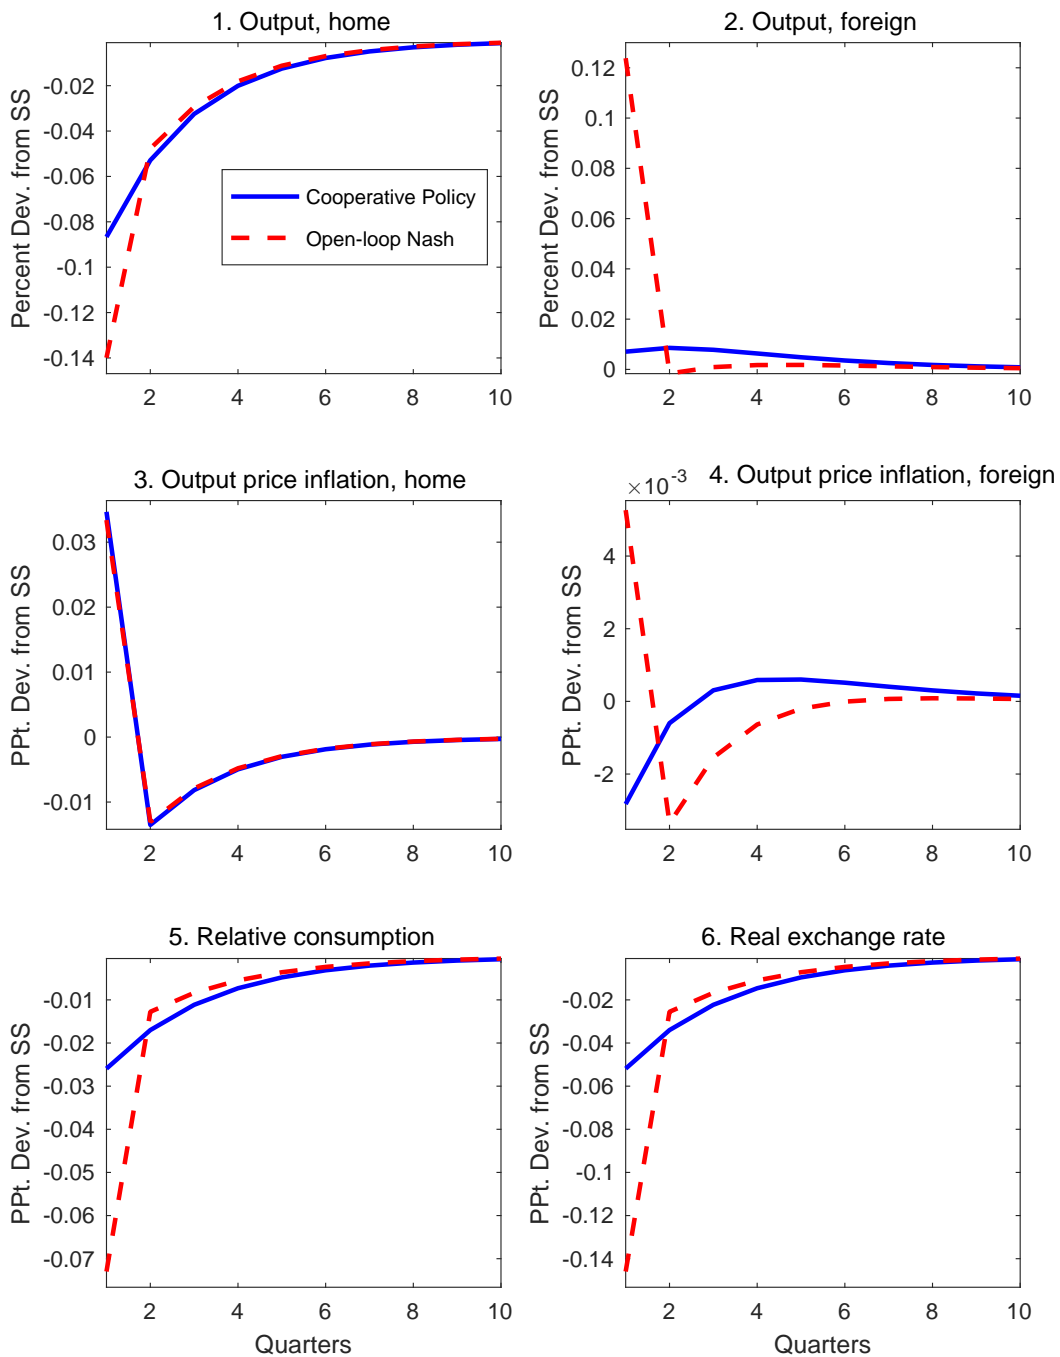 1. Output, home
Percent Dev. from SS
-0.02
-0.04
-0.06
-0.08
-0.1
-0.12
-0.14
2 4 6 8 10
Cooperative Policy
Open-loop Nash
2. Output, foreign
Percent Dev. from SS
0.12
0.1
0.08
0.06
0.04
0.02
0
2 4 6 8 10
3. Output price inflation, home
PPt. Dev. from SS
0.03
0.02
0.01
0
-0.01
2 4 6 8 10
4. Output price inflation, foreign
×10⁻³
PPt. Dev. from SS
4
2
0
-2
2 4 6 8 10
5. Relative consumption
PPt. Dev. from SS
-0.01
-0.02
-0.03
-0.04
-0.05
-0.06
-0.07
2 4 6 8 10
Quarters
6. Real exchange rate
PPt. Dev. from SS
-0.02
-0.04
-0.06
-0.08
-0.1
-0.12
-0.14
2 4 6 8 10
Quarters